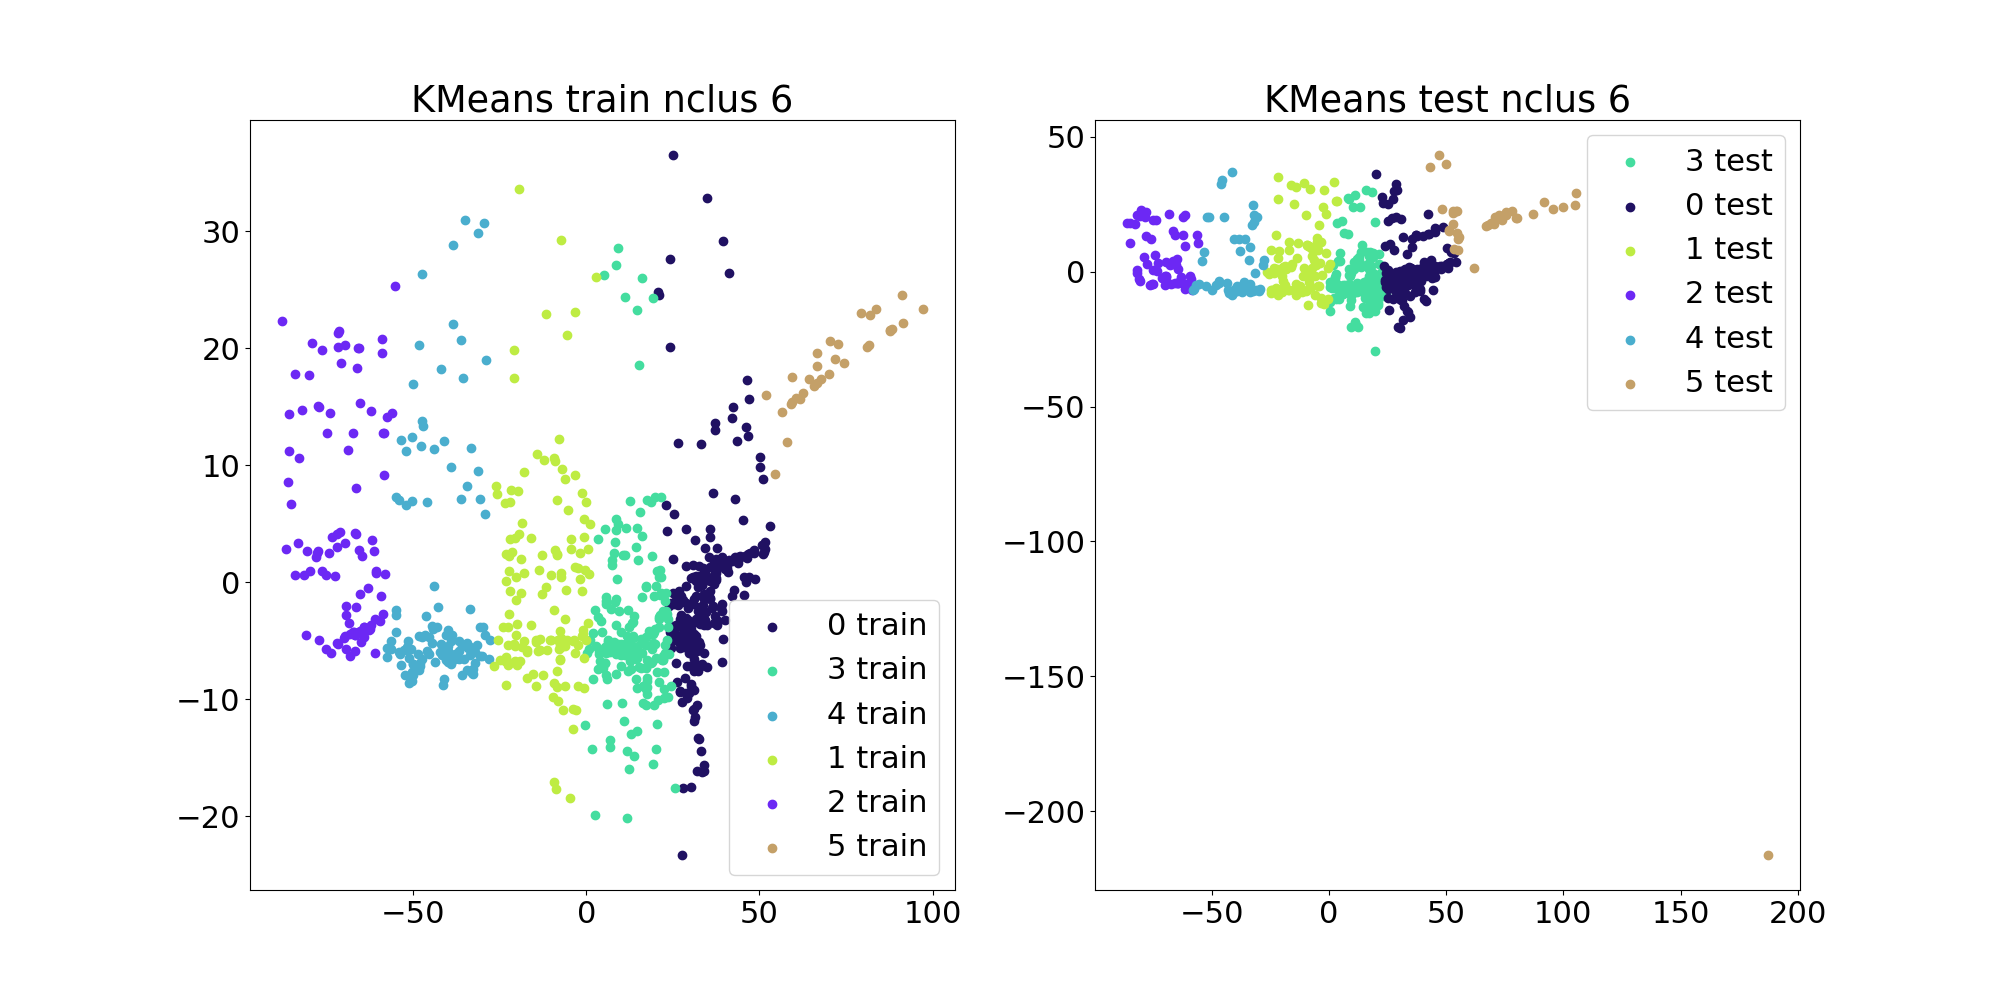 KMeans train nclus 6
30
20
10
0
−10
−20
−50
0
50
100
0 train
3 train
4 train
1 train
2 train
5 train
KMeans test nclus 6
50
0
−50
−100
−150
−200
−50
0
50
100
150
200
3 test
0 test
1 test
2 test
4 test
5 test